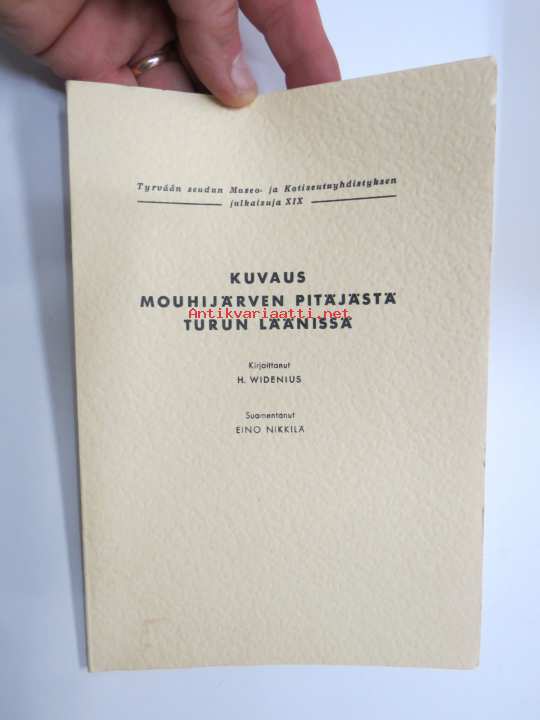 Tyrvään seudun Museo- ja Kotiseutuyhdistyksen
julkaisuja XIX
KUVAUS
MOUHIJÄRVEN PITÄJÄSTÄ
Antikvariaatti.net
TURUN LÄÄNISSÄ
Kirjoittanut
H. WIDENIUS
Suomentanut
EINO NIKKILÄ